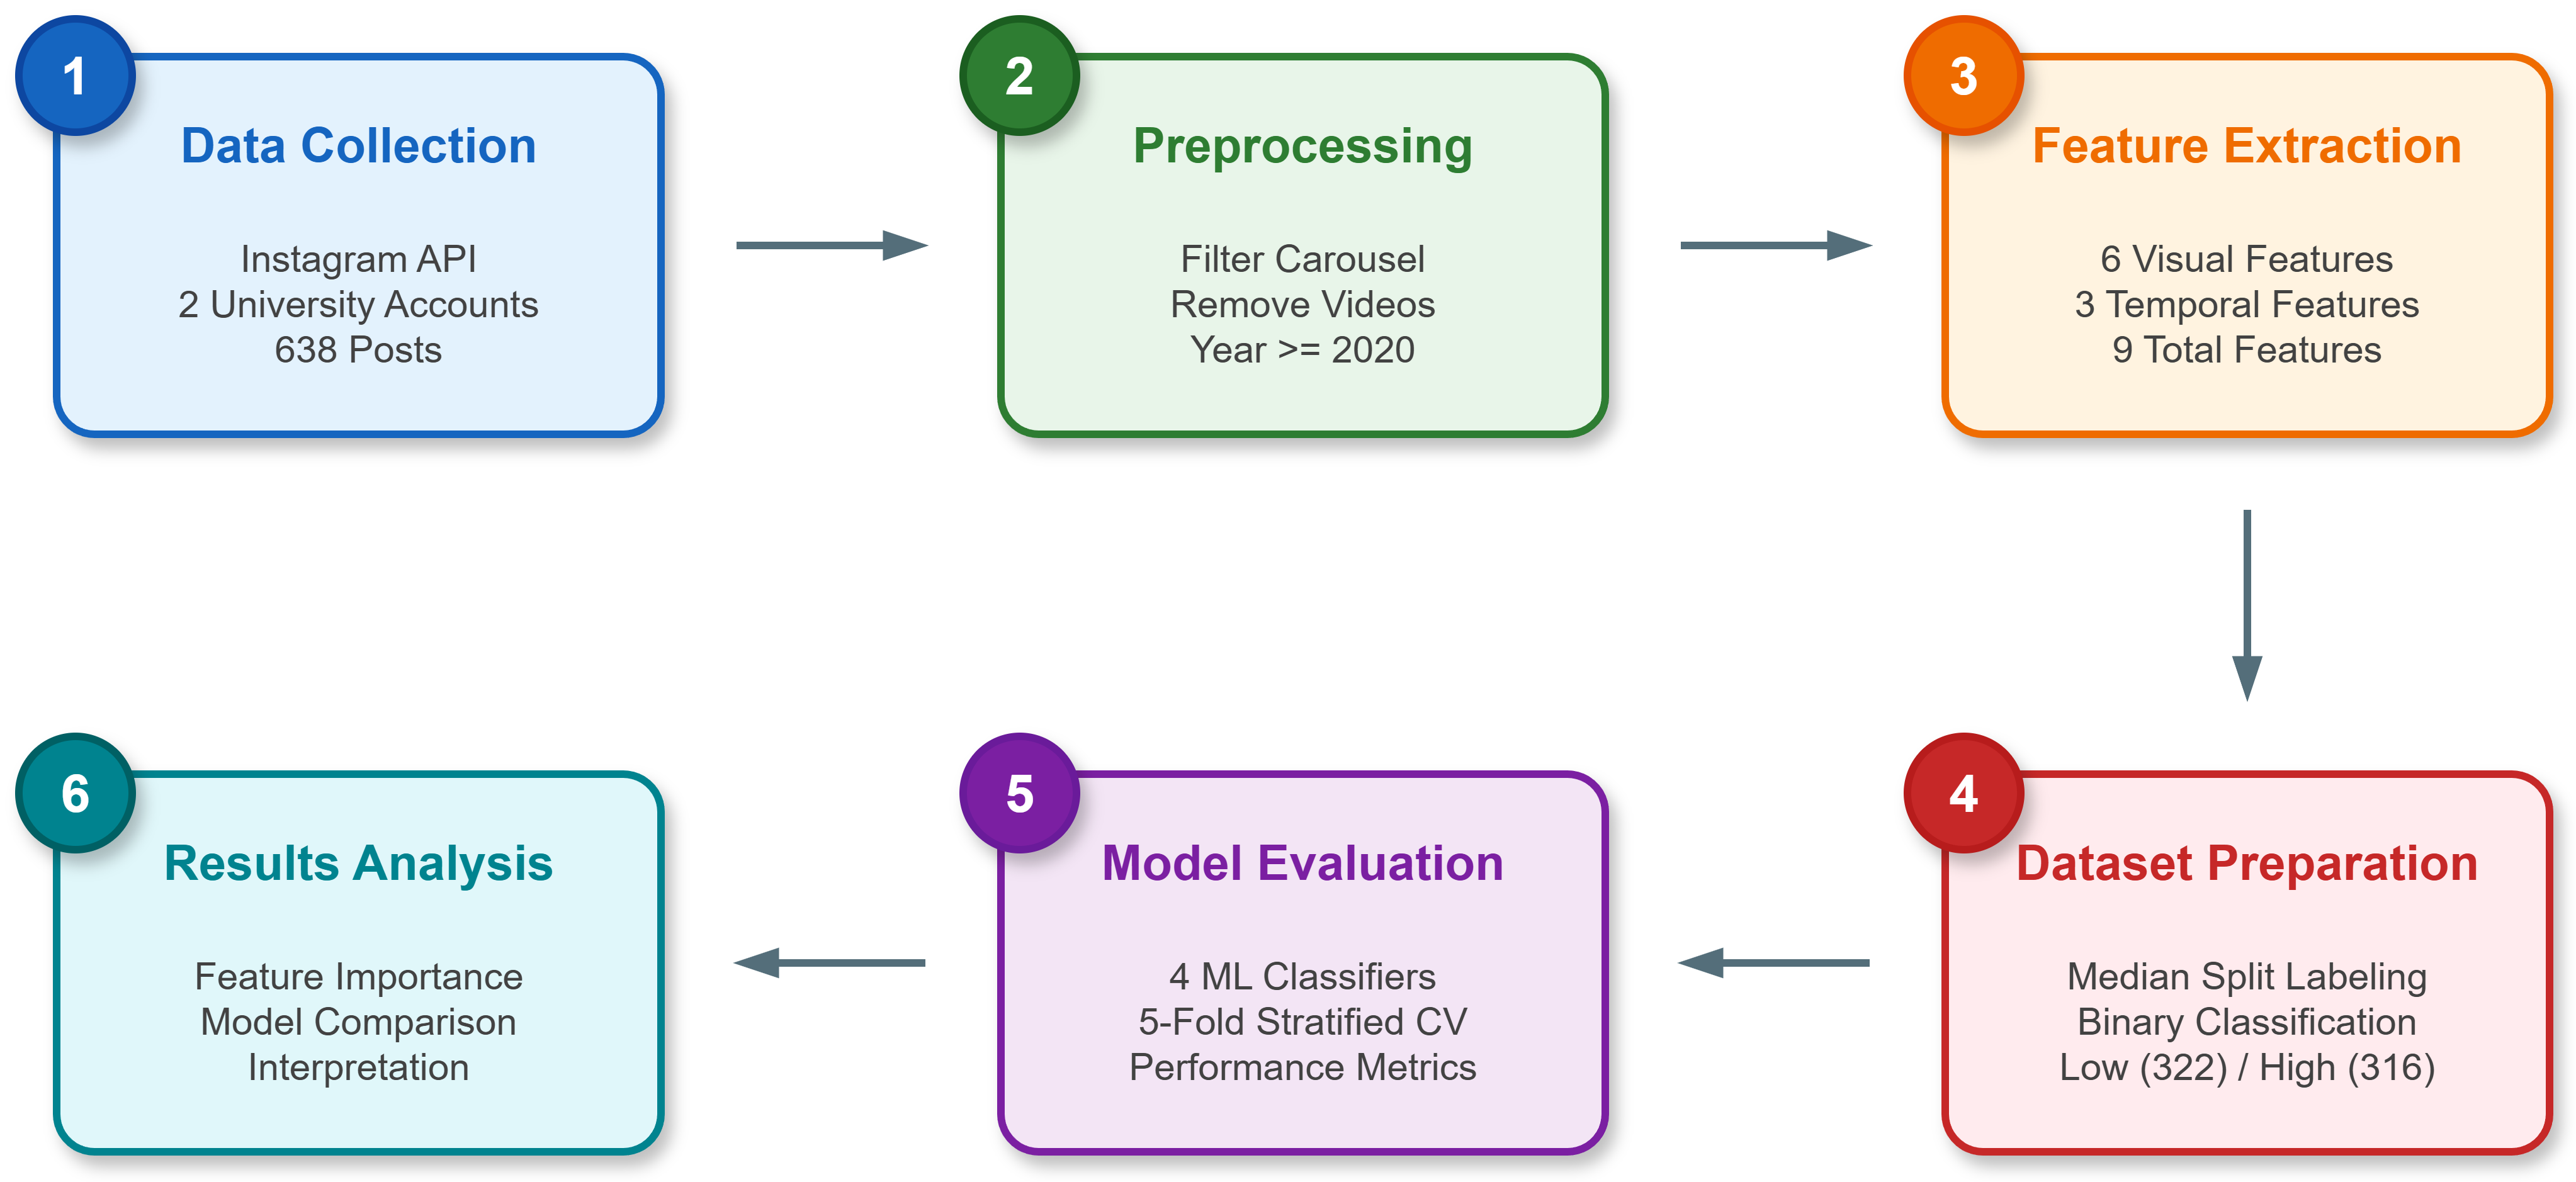 1
Data Collection
Instagram API
2 University Accounts
638 Posts
2
Preprocessing
Filter Carousel
Remove Videos
Year >= 2020
3
Feature Extraction
6 Visual Features
3 Temporal Features
9 Total Features
4
Dataset Preparation
Median Split Labeling
Binary Classification
Low (322) / High (316)
5
Model Evaluation
4 ML Classifiers
5-Fold Stratified CV
Performance Metrics
6
Results Analysis
Feature Importance
Model Comparison
Interpretation